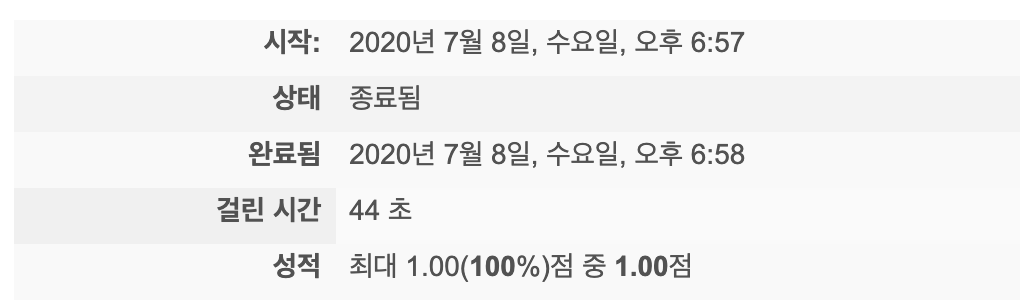 시작: 2020년 7월 8일, 수요일, 오후 6:57
상태 종료됨
완료됨 2020년 7월 8일, 수요일, 오후 6:58
걸린 시간 44 초
성적 최대 1.00(100%)점 중 1.00점